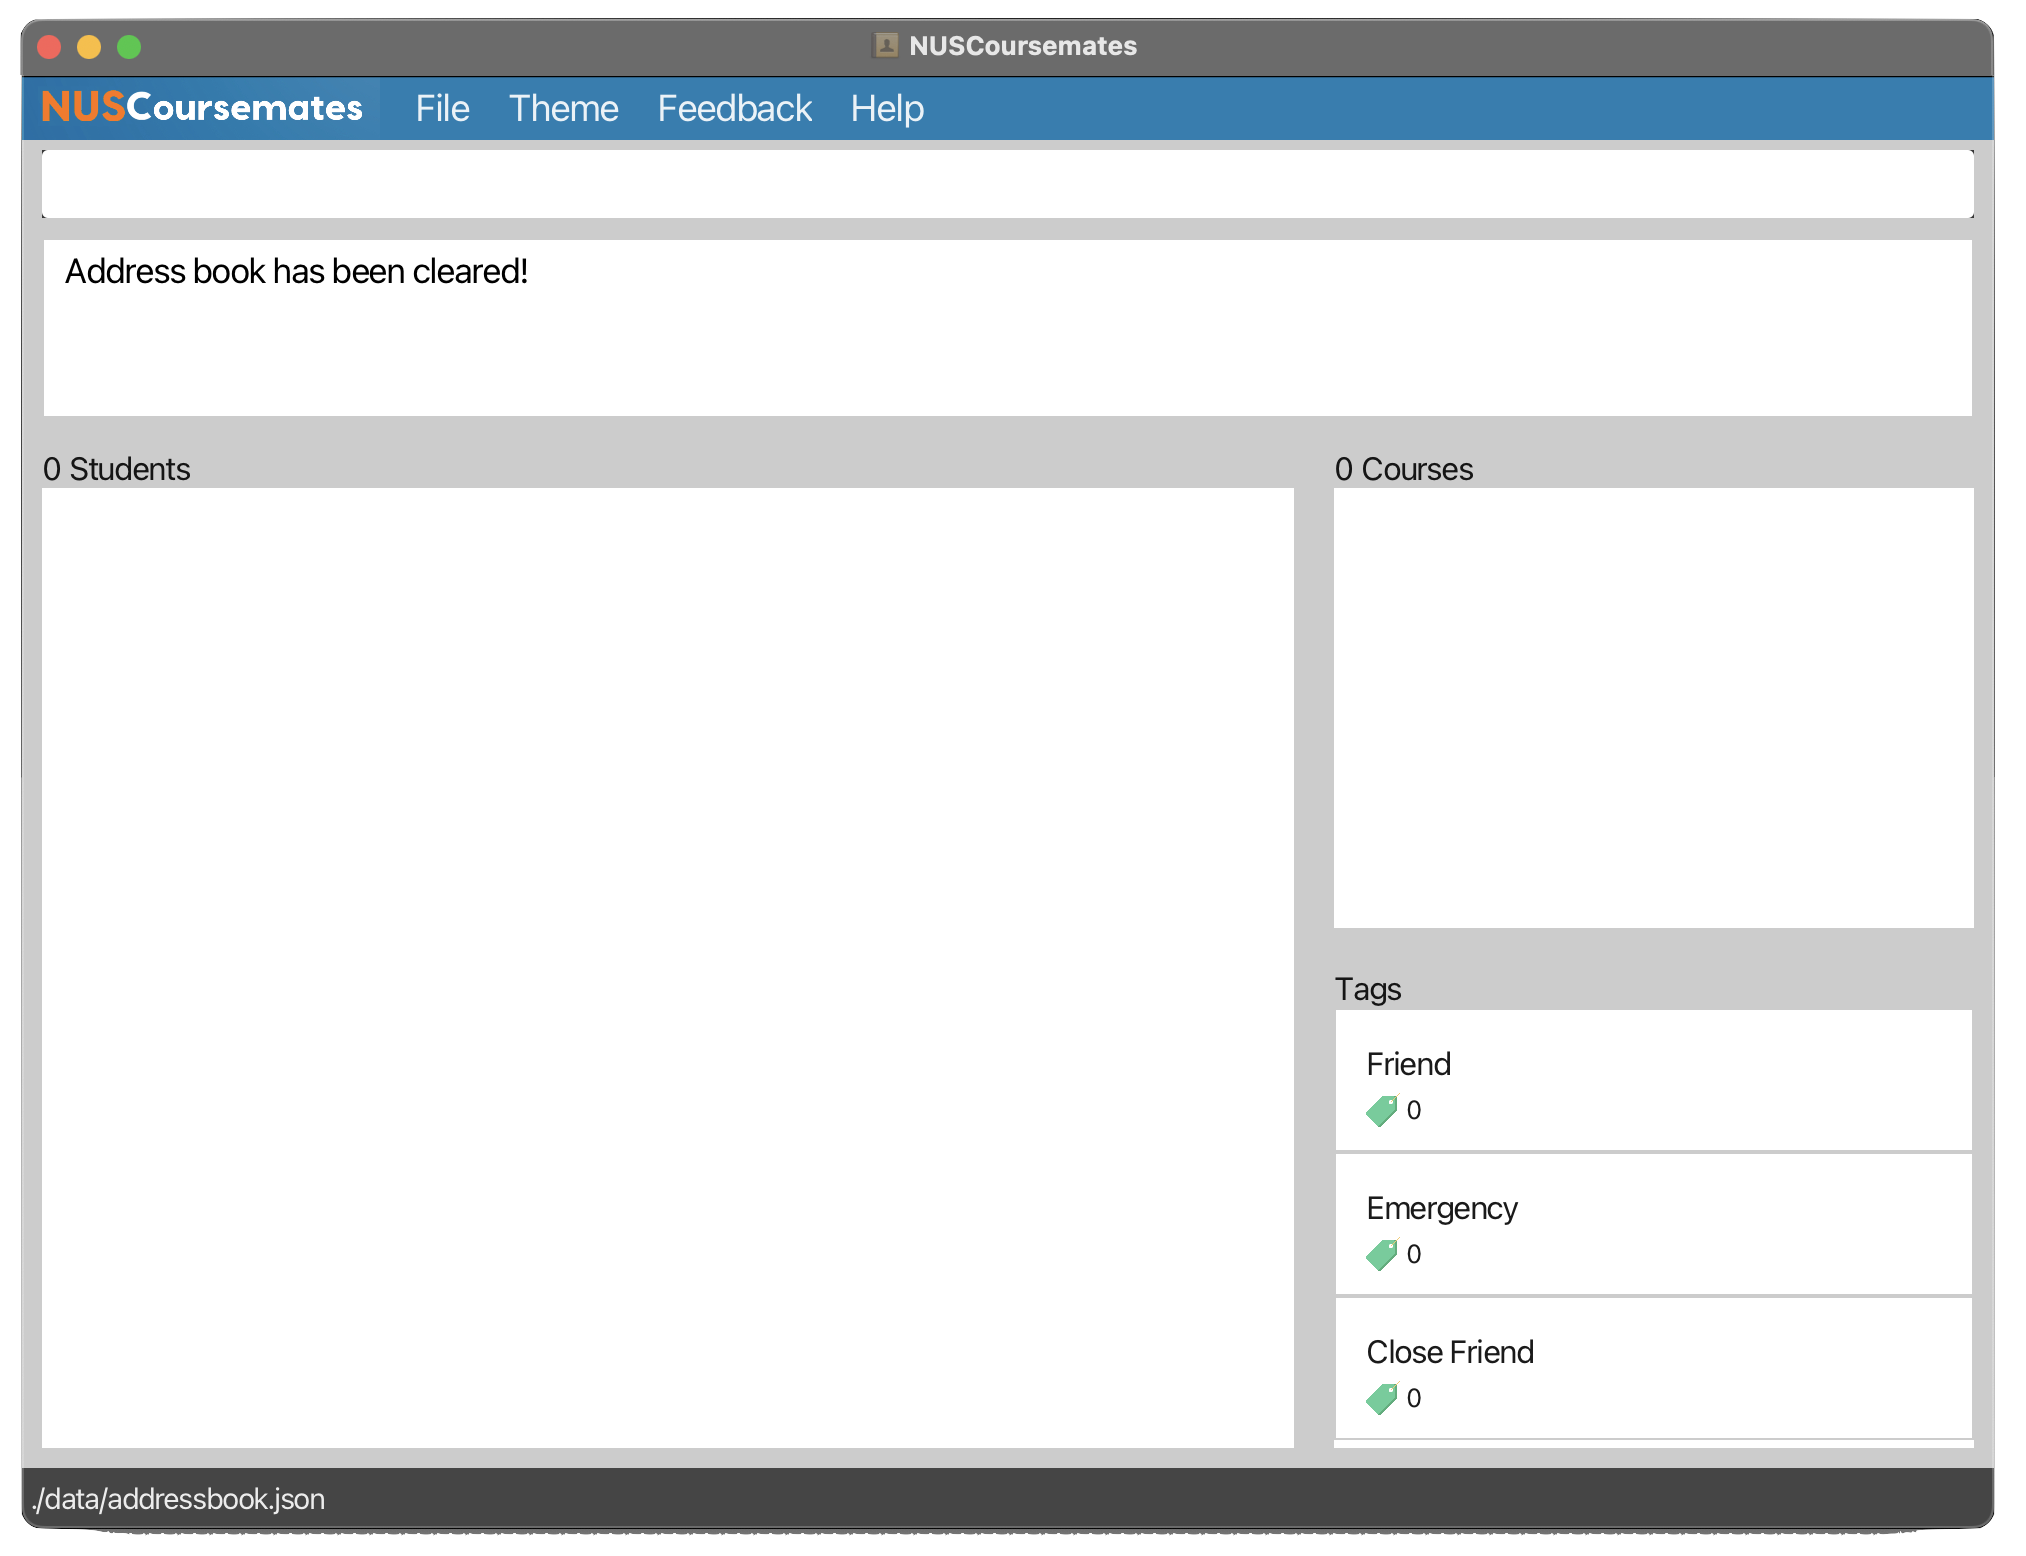 NUSCoursemates
NUSCoursemates File Theme Feedback Help
Address book has been cleared!
0 Students
0 Courses
Tags
Friend
0
Emergency
0
Close Friend
0
./data/addressbook.json